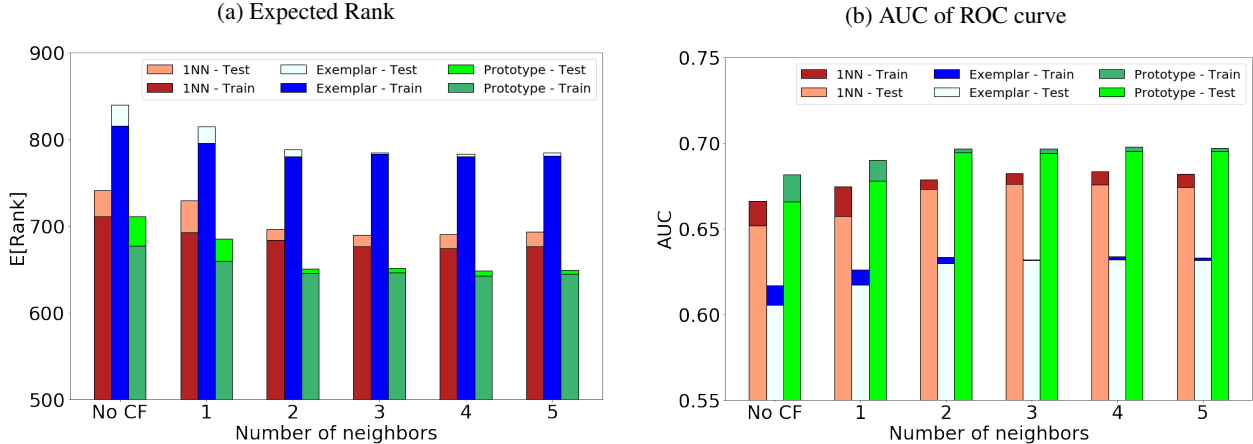 (a) Expected Rank
900
800
700
600
500
E[Rank]
1NN - Test
1NN - Train
Exemplar - Test
Exemplar - Train
Prototype - Test
Prototype - Train
No CF 1 2 3 4 5
Number of neighbors
(b) AUC of ROC curve
0.75
0.70
0.65
0.60
0.55
AUC
1NN - Train
1NN - Test
Exemplar - Train
Exemplar - Test
Prototype - Train
Prototype - Test
No CF 1 2 3 4 5
Number of neighbors